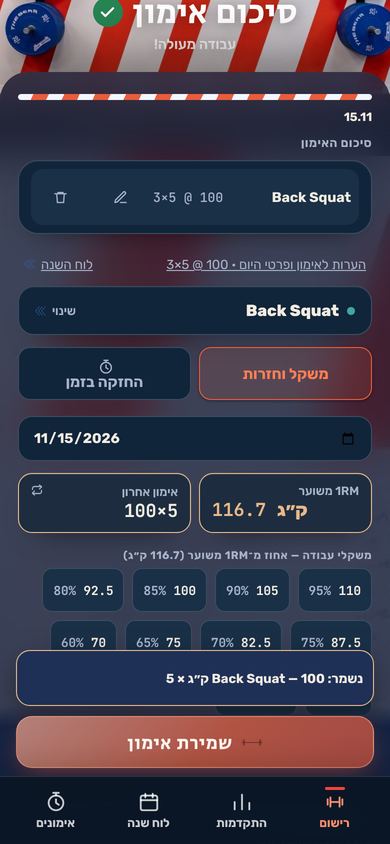 סיכום אימון
עבודה מעולה!
15.11
סיכום האימון
Back Squat 3×5 @ 100
הערות לאימון ופרטי היום • 100 @ 3×5 לוח השנה
Back Squat שינוי
משקל וחזרות
החזקה בזמן
11/15/2026
1RM משוער
116.7 ק״ג
אימון אחרון
100×5
משקלי עבודה — אחוז מ־1RM משוער (116.7 ק״ג)
95% 110
90% 105
85% 100
80% 92.5
75% 87.5
70% 82.5
65% 75
60% 70
נשמר: Back Squat — 100 ק״ג × 5
שמירת אימון
רישום
התקדמות
לוח שנה
אימונים